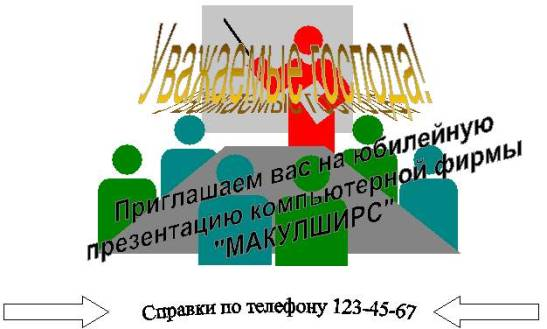 Уважаемые господа!
Приглашаем вас на юбилейную
презентацию компьютерной фирмы
"МАКУЛШИРС"
Справки по телефону 123-45-67